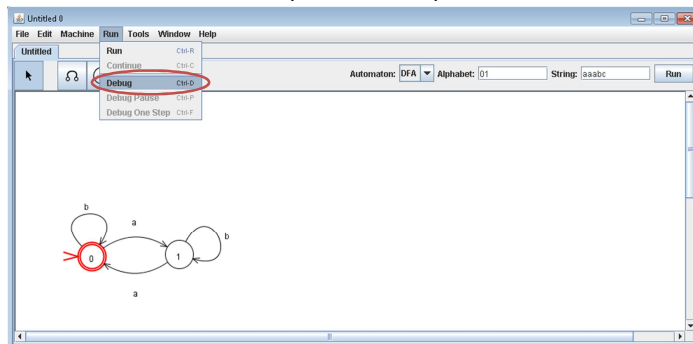 Untitled 0
File Edit Machine Run Tools Window Help
Untitled
Run Ctrl-R
Continue Ctrl-C
Debug Ctrl-D
Debug Pause Ctrl-P
Debug One Step Ctrl-F
Automaton: DFA Alphabet: 01 String: aaabc Run
b
a
b
0
1
a